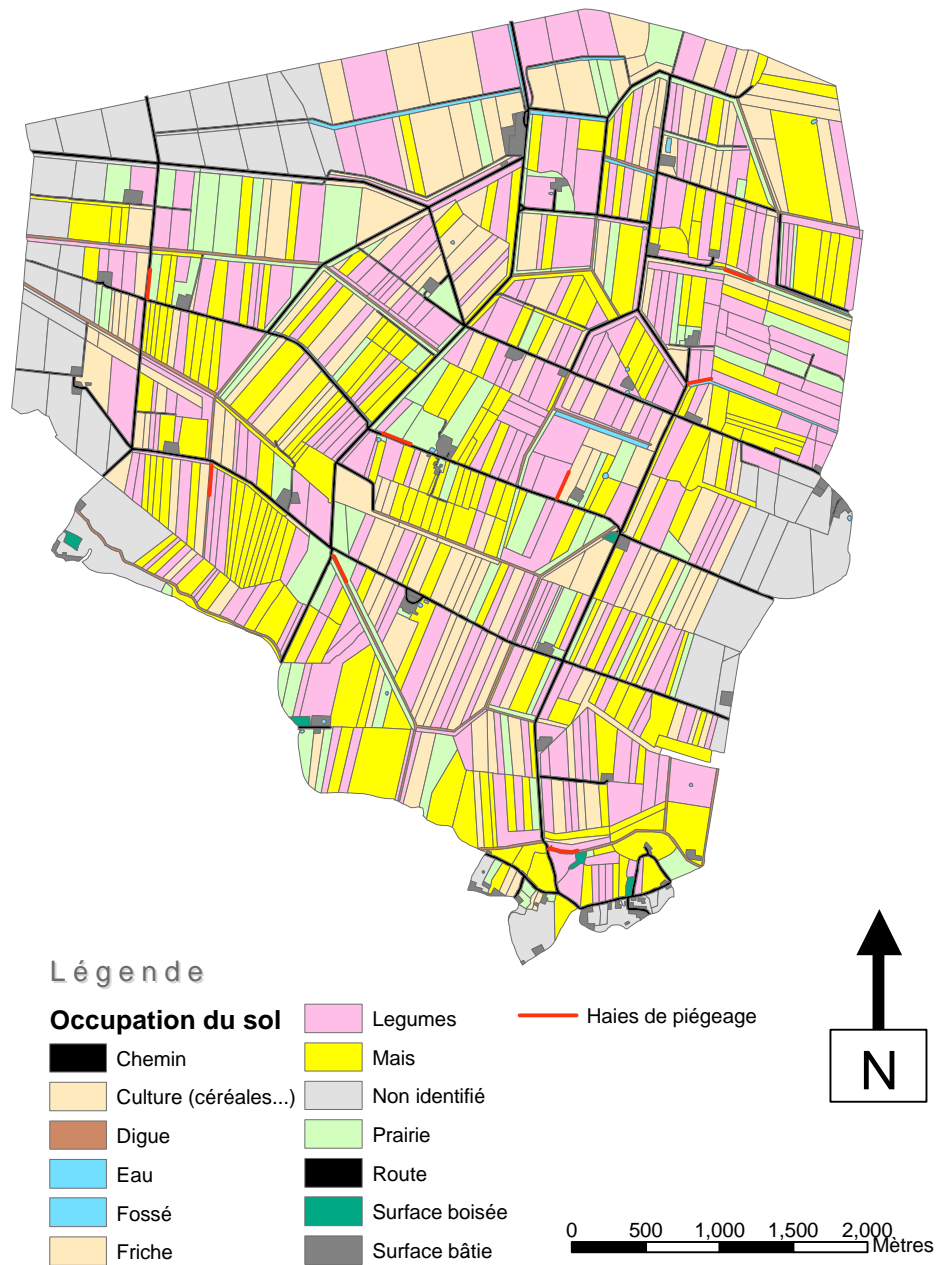 Légende
Occupation du sol
Chemin
Culture (céréales...)
Digue
Eau
Fossé
Friche
Legumes
Mais
Non identifié
Prairie
Route
Surface boisée
Surface bâtie
Haies de piégeage
N
0 500 1,000 1,500 2,000
Mètres